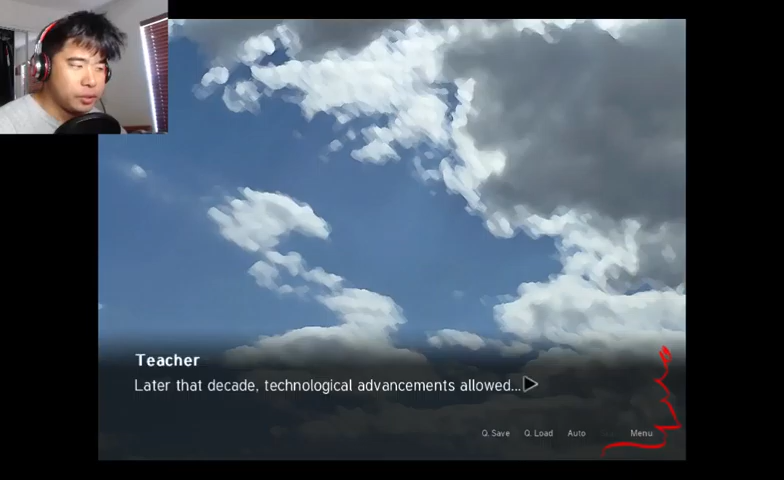 Teacher
Later that decade, technological advancements allowed...
Q. Save Q. Load Auto Menu